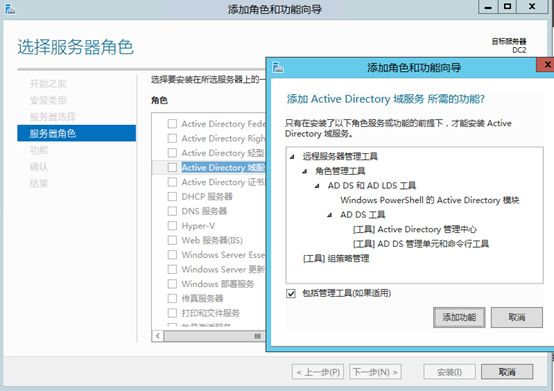 添加角色和功能向导
选择服务器角色
目标服务器
DC2
开始之前
安装类型
服务器选择
服务器角色
功能
确认
结果
选择要安装在所选服务器上的一
角色
Active Directory Fede
Active Directory Righ
Active Directory 轻型
Active Directory 域服
Active Directory 证书
DHCP 服务器
DNS 服务器
Hyper-V
Web 服务器(IIS)
Windows Server Esse
Windows Server 更新
Windows 部署服务
传真服务器
打印和文件服务
< 上一步(P)
下一步(N) >
安装(I)
取消
添加角色和功能向导
添加 Active Directory 域服务 所需的功能?
只有在安装了以下角色服务或功能的前提下，才能安装 Active
Directory 域服务。
远程服务器管理工具
角色管理工具
AD DS 和 AD LDS 工具
Windows PowerShell 的 Active Directory 模块
AD DS 工具
[工具] Active Directory 管理中心
[工具] AD DS 管理单元和命令行工具
[工具] 组策略管理
包括管理工具(如果适用)
添加功能
取消